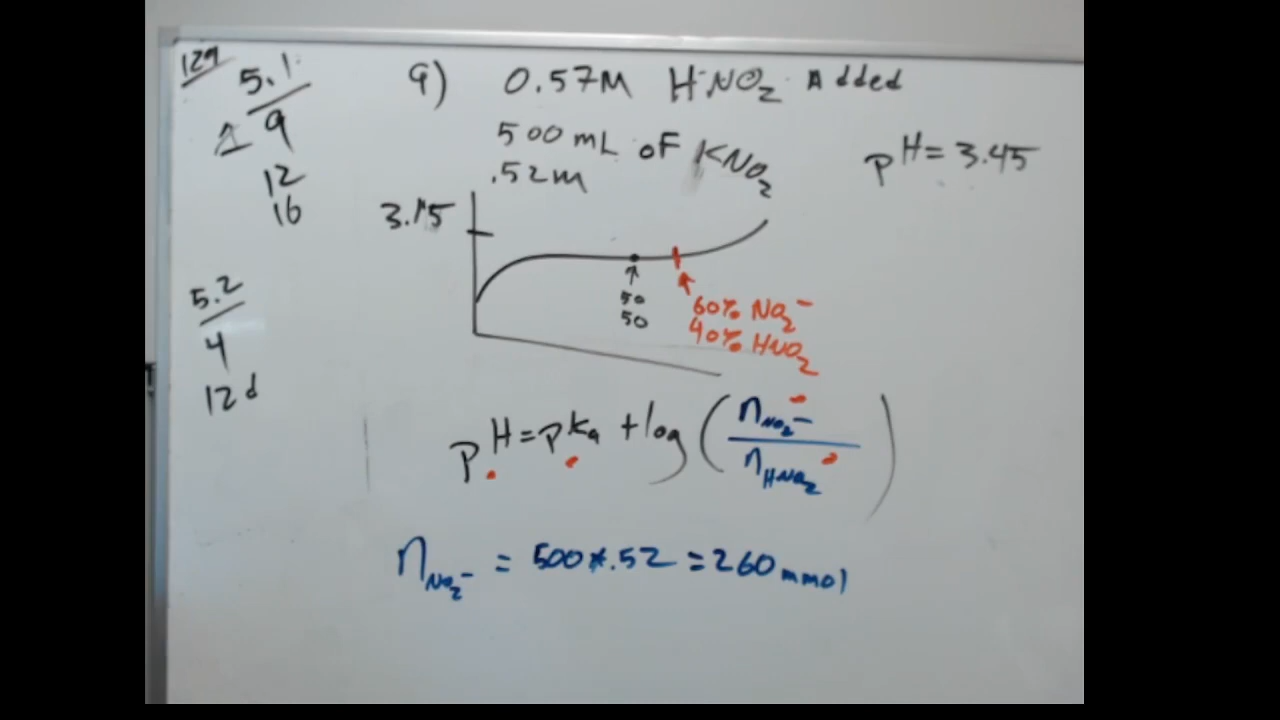 129
5.1
9
12
16
5.2
4
12d
9) 0.57M HNO₂ Added
500 mL of KNO₂
.52m
pH = 3.45
3.15
50
50
60% NO₂⁻
40% HNO₂
pH = pKa + log (nNO₂⁻ / nHNO₂)
nNO₂⁻ = 500 * .52 = 260 mmol